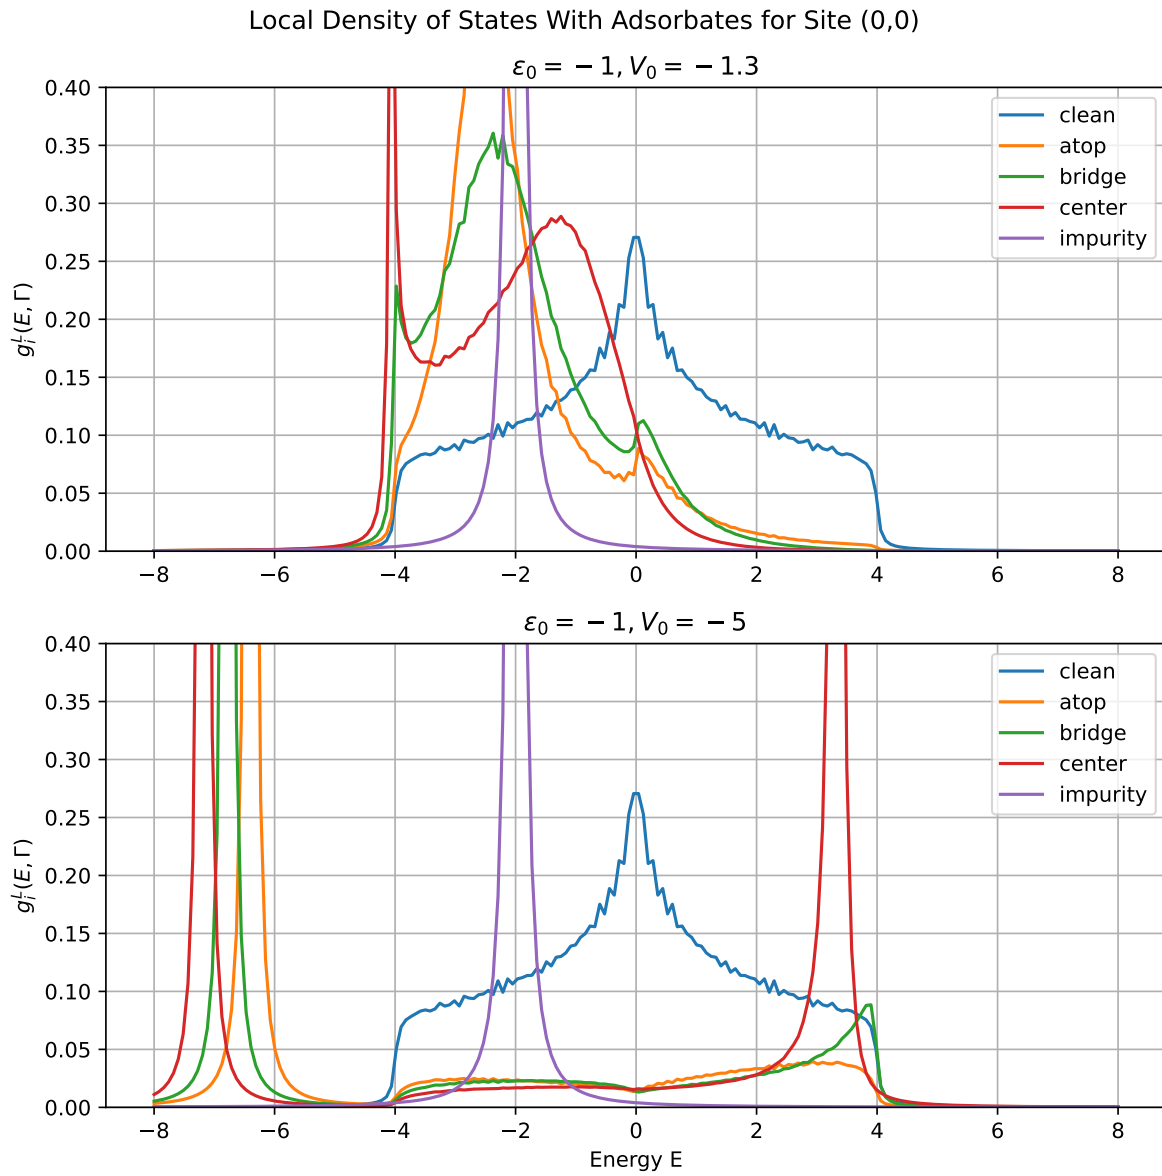 Local Density of States With Adsorbates for Site (0,0)
ε₀ = −1, V₀ = −1.3
0.40
0.35
0.30
0.25
0.20
0.15
0.10
0.05
0.00
gᵢᴸ(E, Γ)
clean
atop
bridge
center
impurity
−8 −6 −4 −2 0 2 4 6 8
ε₀ = −1, V₀ = −5
0.40
0.35
0.30
0.25
0.20
0.15
0.10
0.05
0.00
gᵢᴸ(E, Γ)
clean
atop
bridge
center
impurity
−8 −6 −4 −2 0 2 4 6 8
Energy E